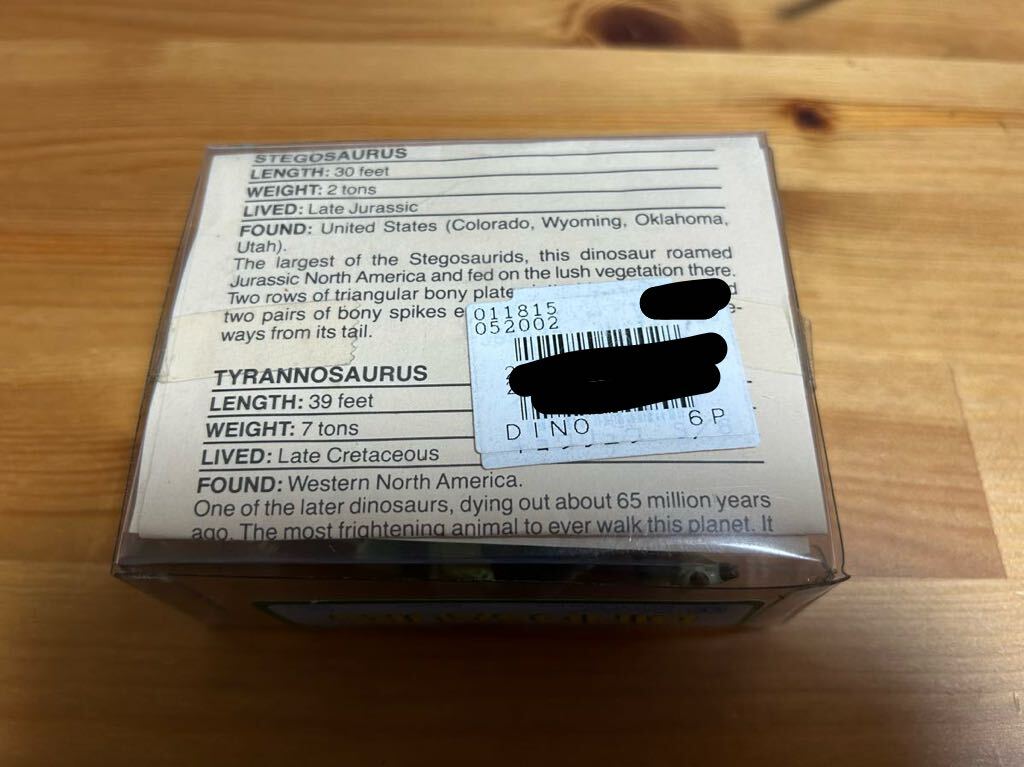 STEGOSAURUS
LENGTH: 30 feet
WEIGHT: 2 tons
LIVED: Late Jurassic
FOUND: United States (Colorado, Wyoming, Oklahoma,
Utah).
The largest of the Stegosaurids, this dinosaur roamed
Jurassic North America and fed on the lush vegetation there.
Two rows of triangular bony plate
two pairs of bony spikes
ways from its tail.
011815
052002
DINO 6P
TYRANNOSAURUS
LENGTH: 39 feet
WEIGHT: 7 tons
LIVED: Late Cretaceous
FOUND: Western North America.
One of the later dinosaurs, dying out about 65 million years
ago. The most frightening animal to ever walk this planet. It